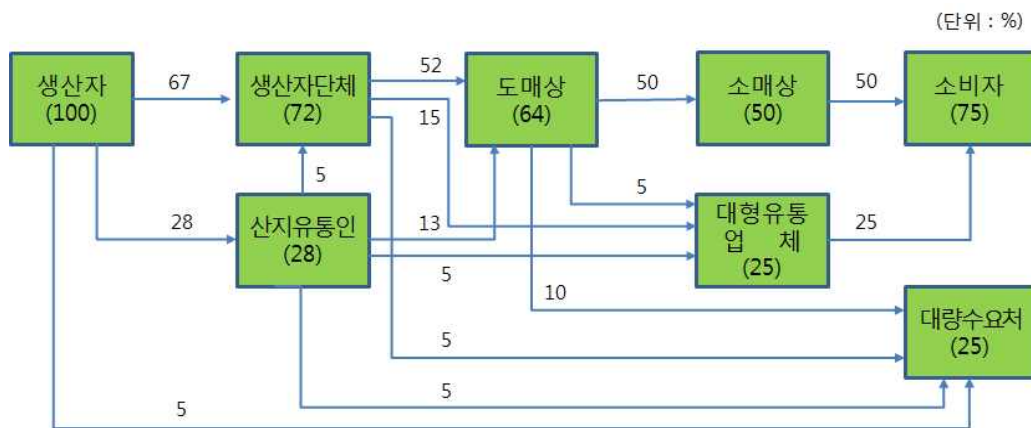 (단위 : %)
생산자
(100)
67
생산자단체
(72)
52
15
도매상
(64)
50
소매상
(50)
50
소비자
(75)
5
28
산지유통인
(28)
13
5
5
대형유통
업 체
(25)
25
10
대량수요처
(25)
5
5
5